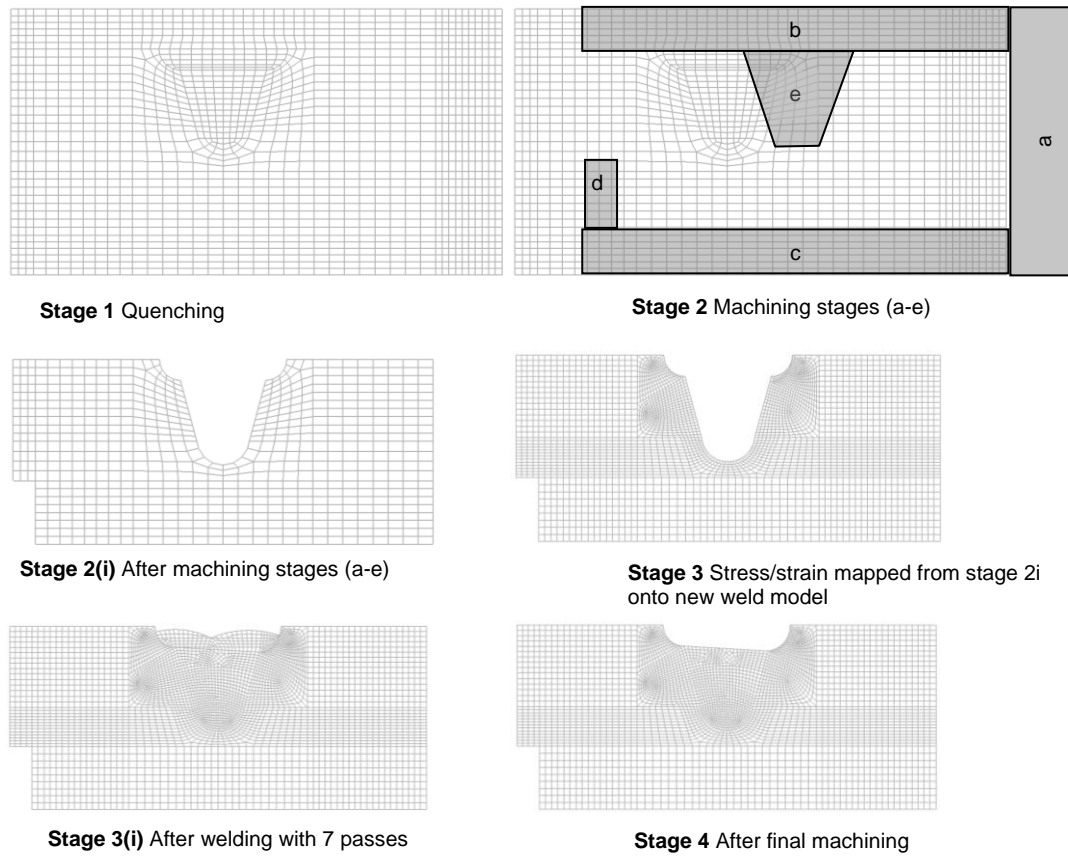 b
e
a
d
c
Stage 1 Quenching
Stage 2 Machining stages (a-e)
Stage 2(i) After machining stages (a-e)
Stage 3 Stress/strain mapped from stage 2i
onto new weld model
Stage 3(i) After welding with 7 passes
Stage 4 After final machining